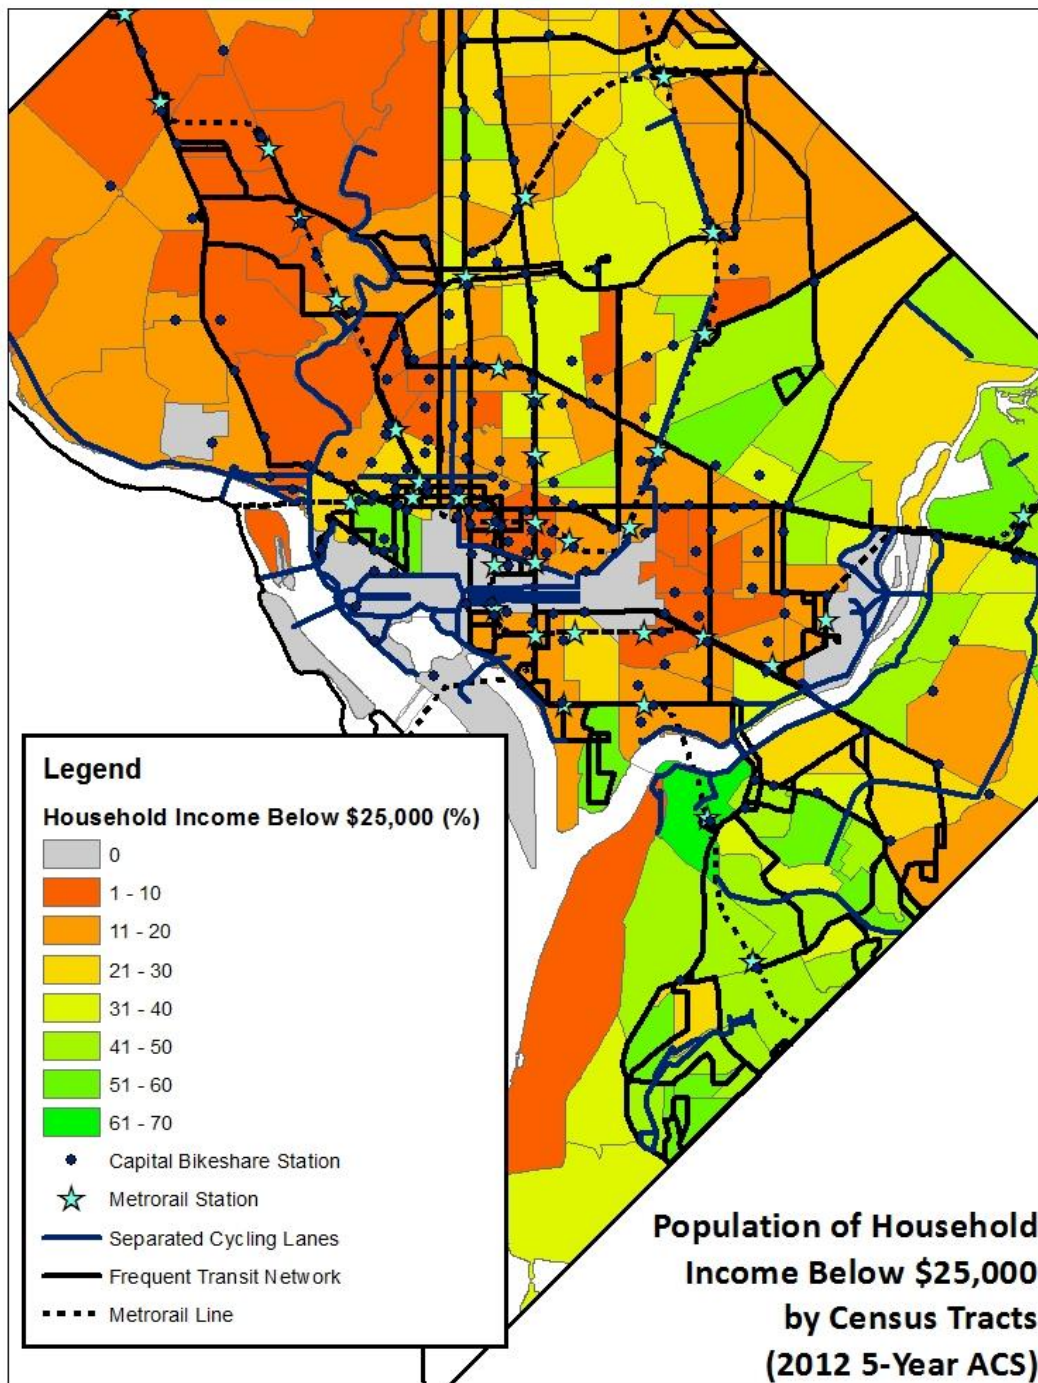 Legend
Household Income Below $25,000 (%)
0
1 - 10
11 - 20
21 - 30
31 - 40
41 - 50
51 - 60
61 - 70
Capital Bikeshare Station
Metrorail Station
Separated Cycling Lanes
Frequent Transit Network
Metrorail Line
Population of Household
Income Below $25,000
by Census Tracts
(2012 5-Year ACS)